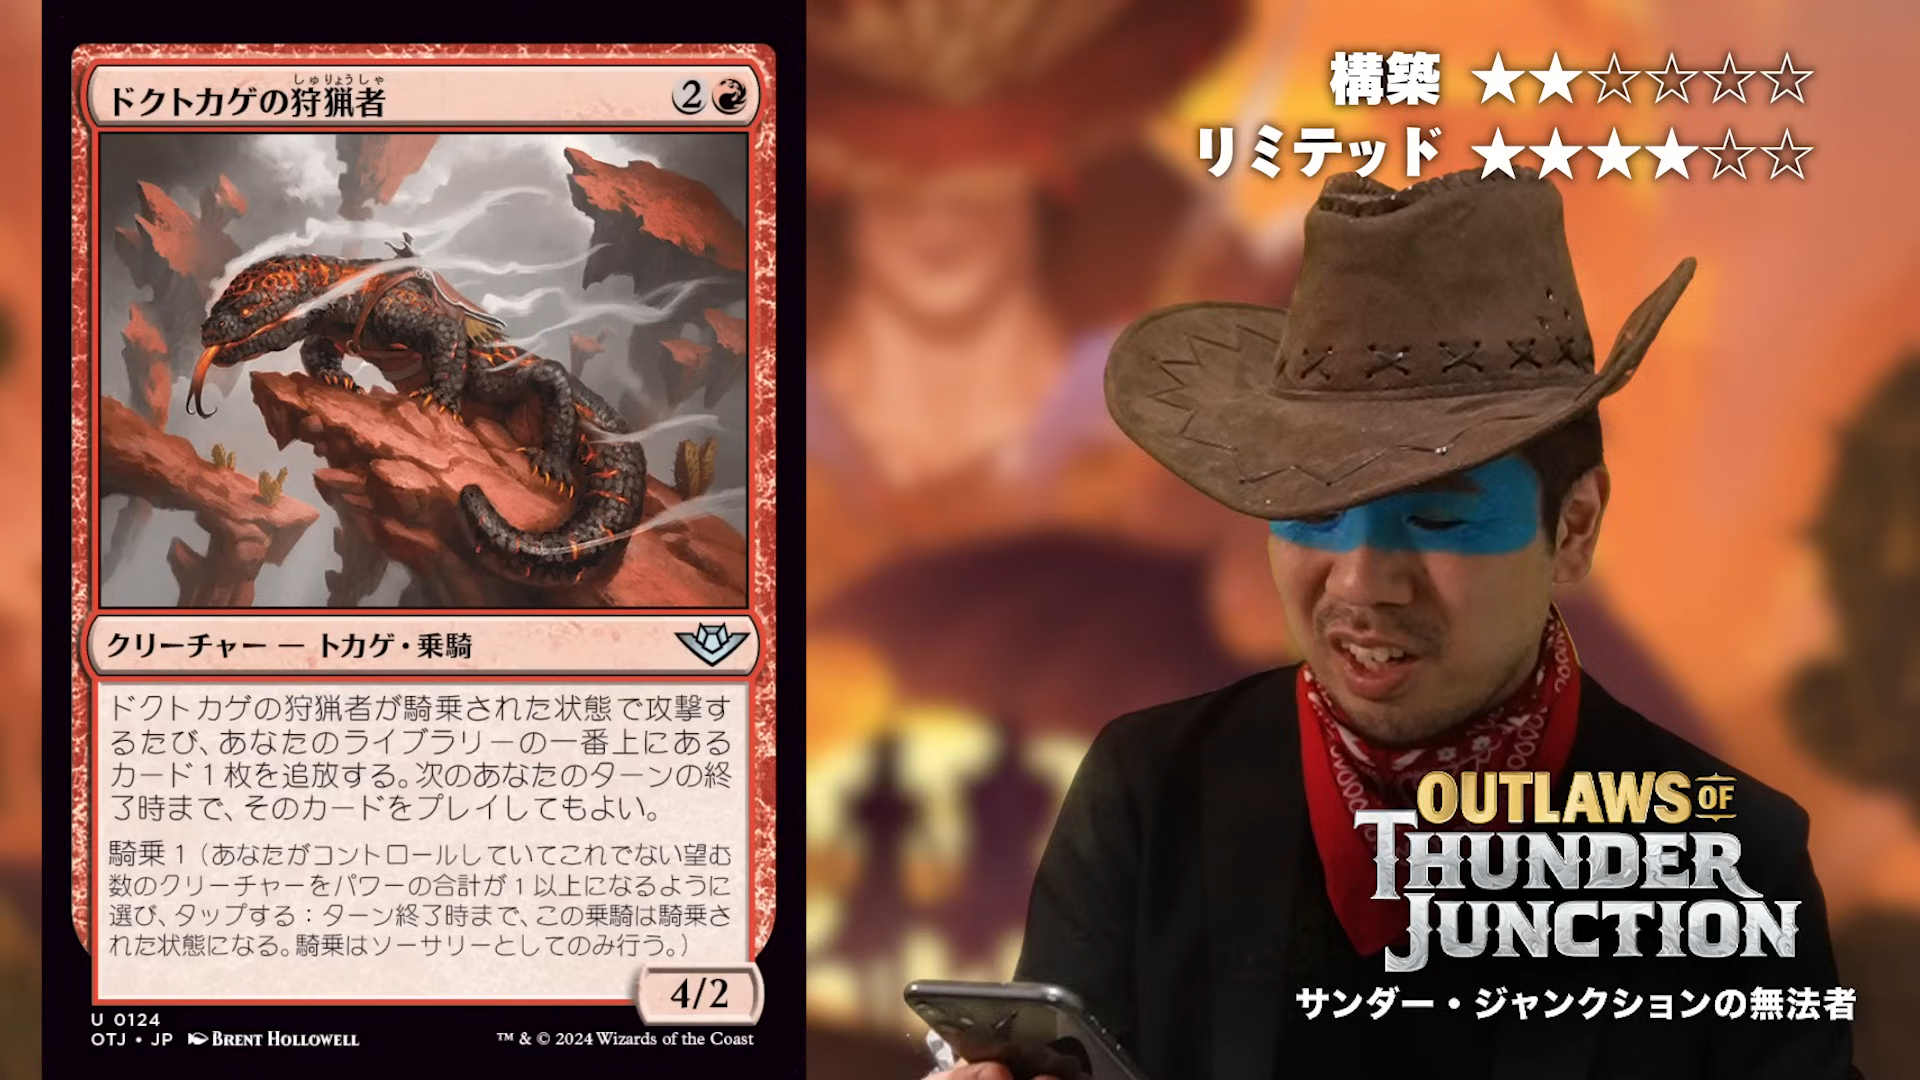 しゅりょうしゃ
ドクトカゲの狩猟者 2
クリーチャー — トカゲ・乗騎
ドクトカゲの狩猟者が騎乗された状態で攻撃す
るたび、あなたのライブラリーの一番上にある
カード1枚を追放する。次のあなたのターンの終
了時まで、そのカードをプレイしてもよい。
騎乗1（あなたがコントロールしていてこれでない望む
数のクリーチャーをパワーの合計が1以上になるように
選び、タップする：ターン終了時まで、この乗騎は騎乗さ
れた状態になる。騎乗はソーサリーとしてのみ行う。）
4/2
U 0124
OTJ • JP BRENT HOLLOWELL
™ & © 2024 Wizards of the Coast
構築 ★★☆☆☆☆
リミテッド ★★★★☆☆
OUTLAWS OF
THUNDER
JUNCTION
サンダー・ジャンクションの無法者